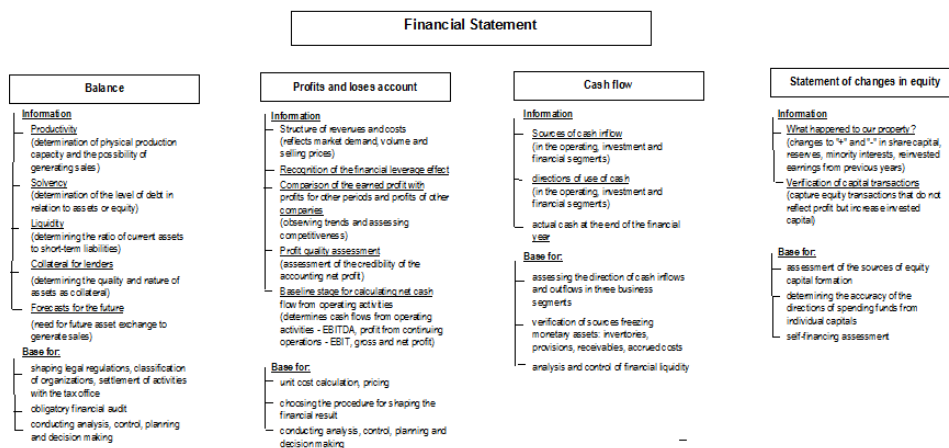 Financial Statement
Balance
Information
Productivity
(determination of physical production
capacity and the possibility of
generating sales)
Solvency
(determination of the level of debt in
relation to assets or equity)
Liquidity
(determining the ratio of current assets
to short-term liabilities)
Collateral for lenders
(determining the quality and nature of
assets as collateral)
Forecasts for the future
(need for future asset exchange to
generate sales)
Base for:
shaping legal regulations, classification
of organizations, settlement of activities
with the tax office
obligatory financial audit
conducting analysis, control, planning
and decision making
Profits and loses account
Information
Structure of revenues and costs
(reflects market demand, volume and
selling prices)
Recognition of the financial leverage effect
Comparison of the earned profit with
profits for other periods and profits of other
companies
(observing trends and assessing
competitiveness)
Profit quality assessment
(assessment of the credibility of the
accounting net profit)
Baseline stage for calculating net cash
flow from operating activities
(determines cash flows from operating
activities - EBITDA, profit from continuing
operations - EBIT, gross and net profit)
Base for:
unit cost calculation, pricing
choosing the procedure for shaping the
financial result
conducting analysis, control, planning and
decision making
Cash flow
Information
Sources of cash inflow
(in the operating, investment and
financial segments)
directions of use of cash
(in the operating, investment and
financial segments)
actual cash at the end of the financial
year
Base for:
assessing the direction of cash inflows
and outflows in three business
segments
verification of sources freezing
monetary assets: inventories,
provisions, receivables, accrued costs
analysis and control of financial liquidity
Statement of changes in equity
Information
What happened to our property?
(changes to "+" and "-" in share capital,
reserves, minority interests, reinvested
earnings from previous years)
Verification of capital transactions
(capture equity transactions that do not
reflect profit but increase invested
capital)
Base for:
assessment of the sources of equity
capital formation
determining the accuracy of the
directions of spending funds from
individual capitals
self-financing assessment